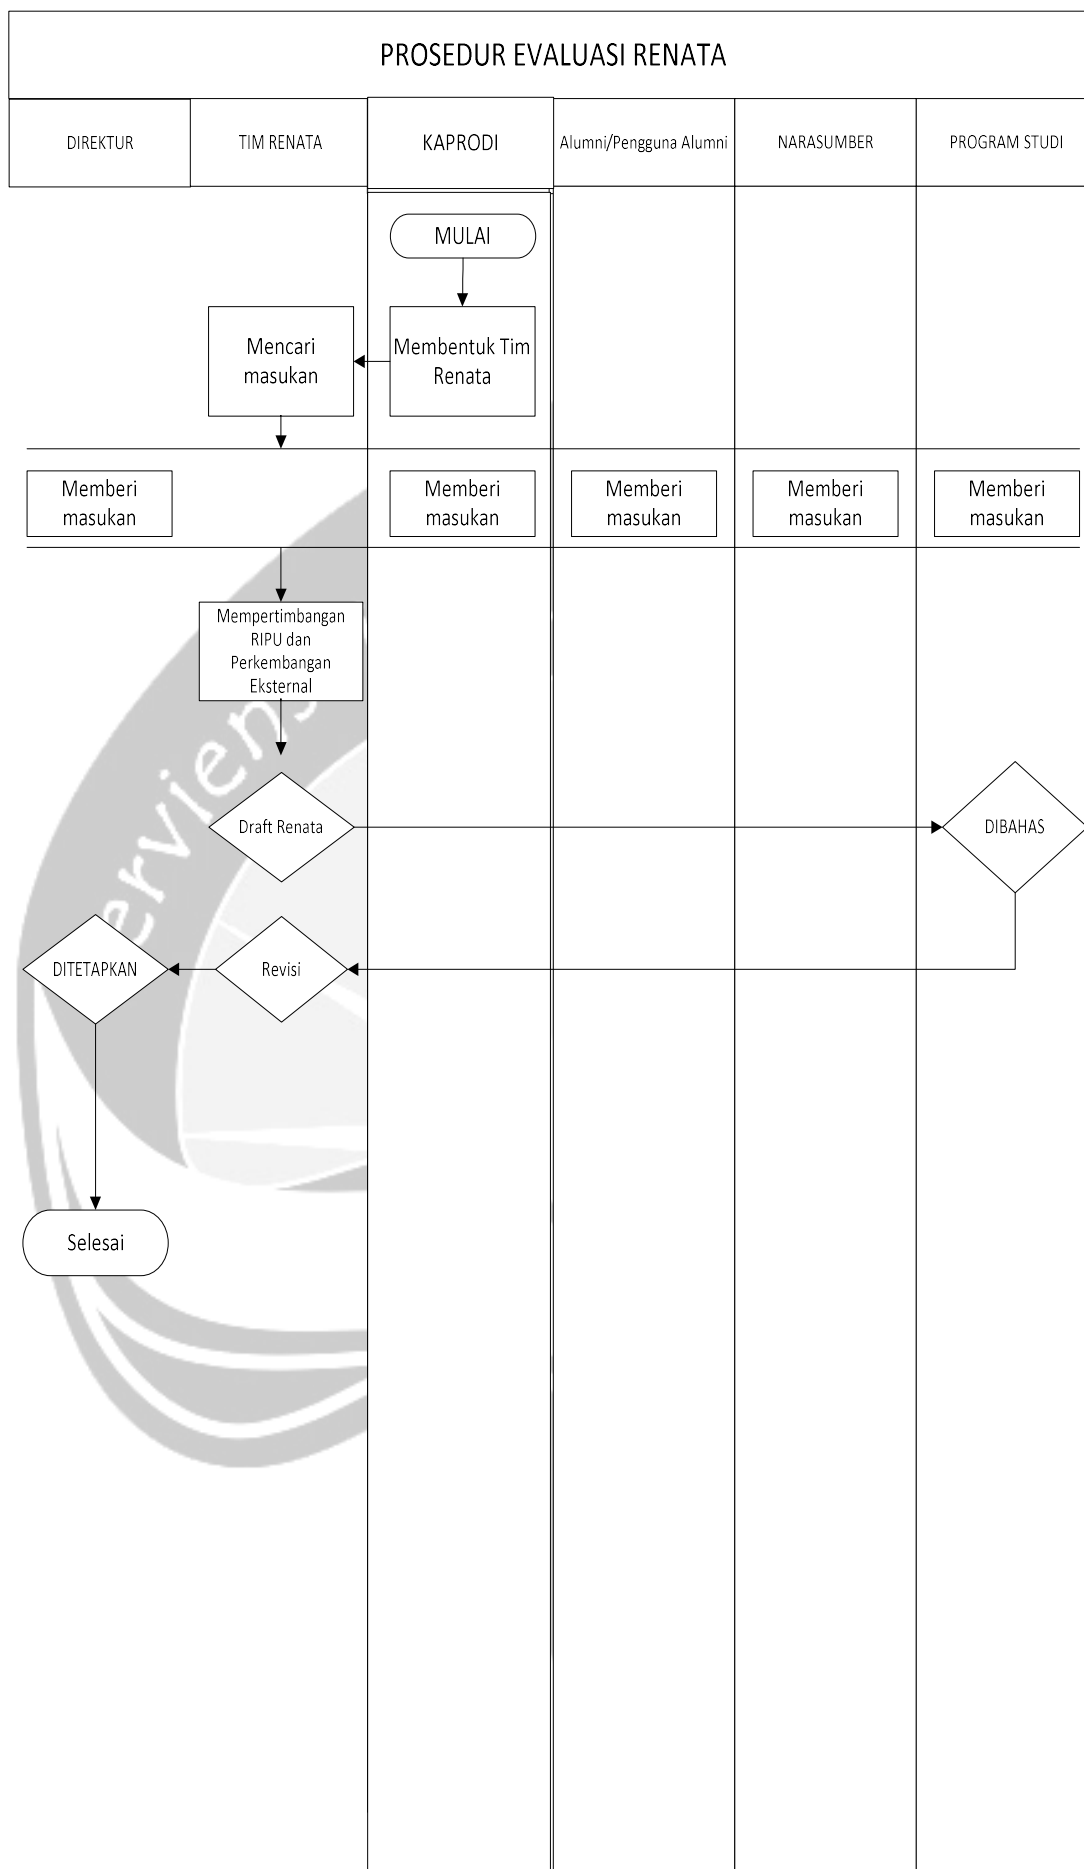 PROSEDUR EVALUASI RENATA
DIREKTUR
TIM RENATA
KAPRODI
Alumni/Pengguna Alumni
NARASUMBER
PROGRAM STUDI
MULAI
Mencari
masukan
Membentuk Tim
Renata
Memberi
masukan
Memberi
masukan
Memberi
masukan
Memberi
masukan
Memberi
masukan
Mempertimbangan
RIPU dan
Perkembangan
Eksternal
erviens
Draft Renata
DIBAHAS
DITETAPKAN
Revisi
Selesai